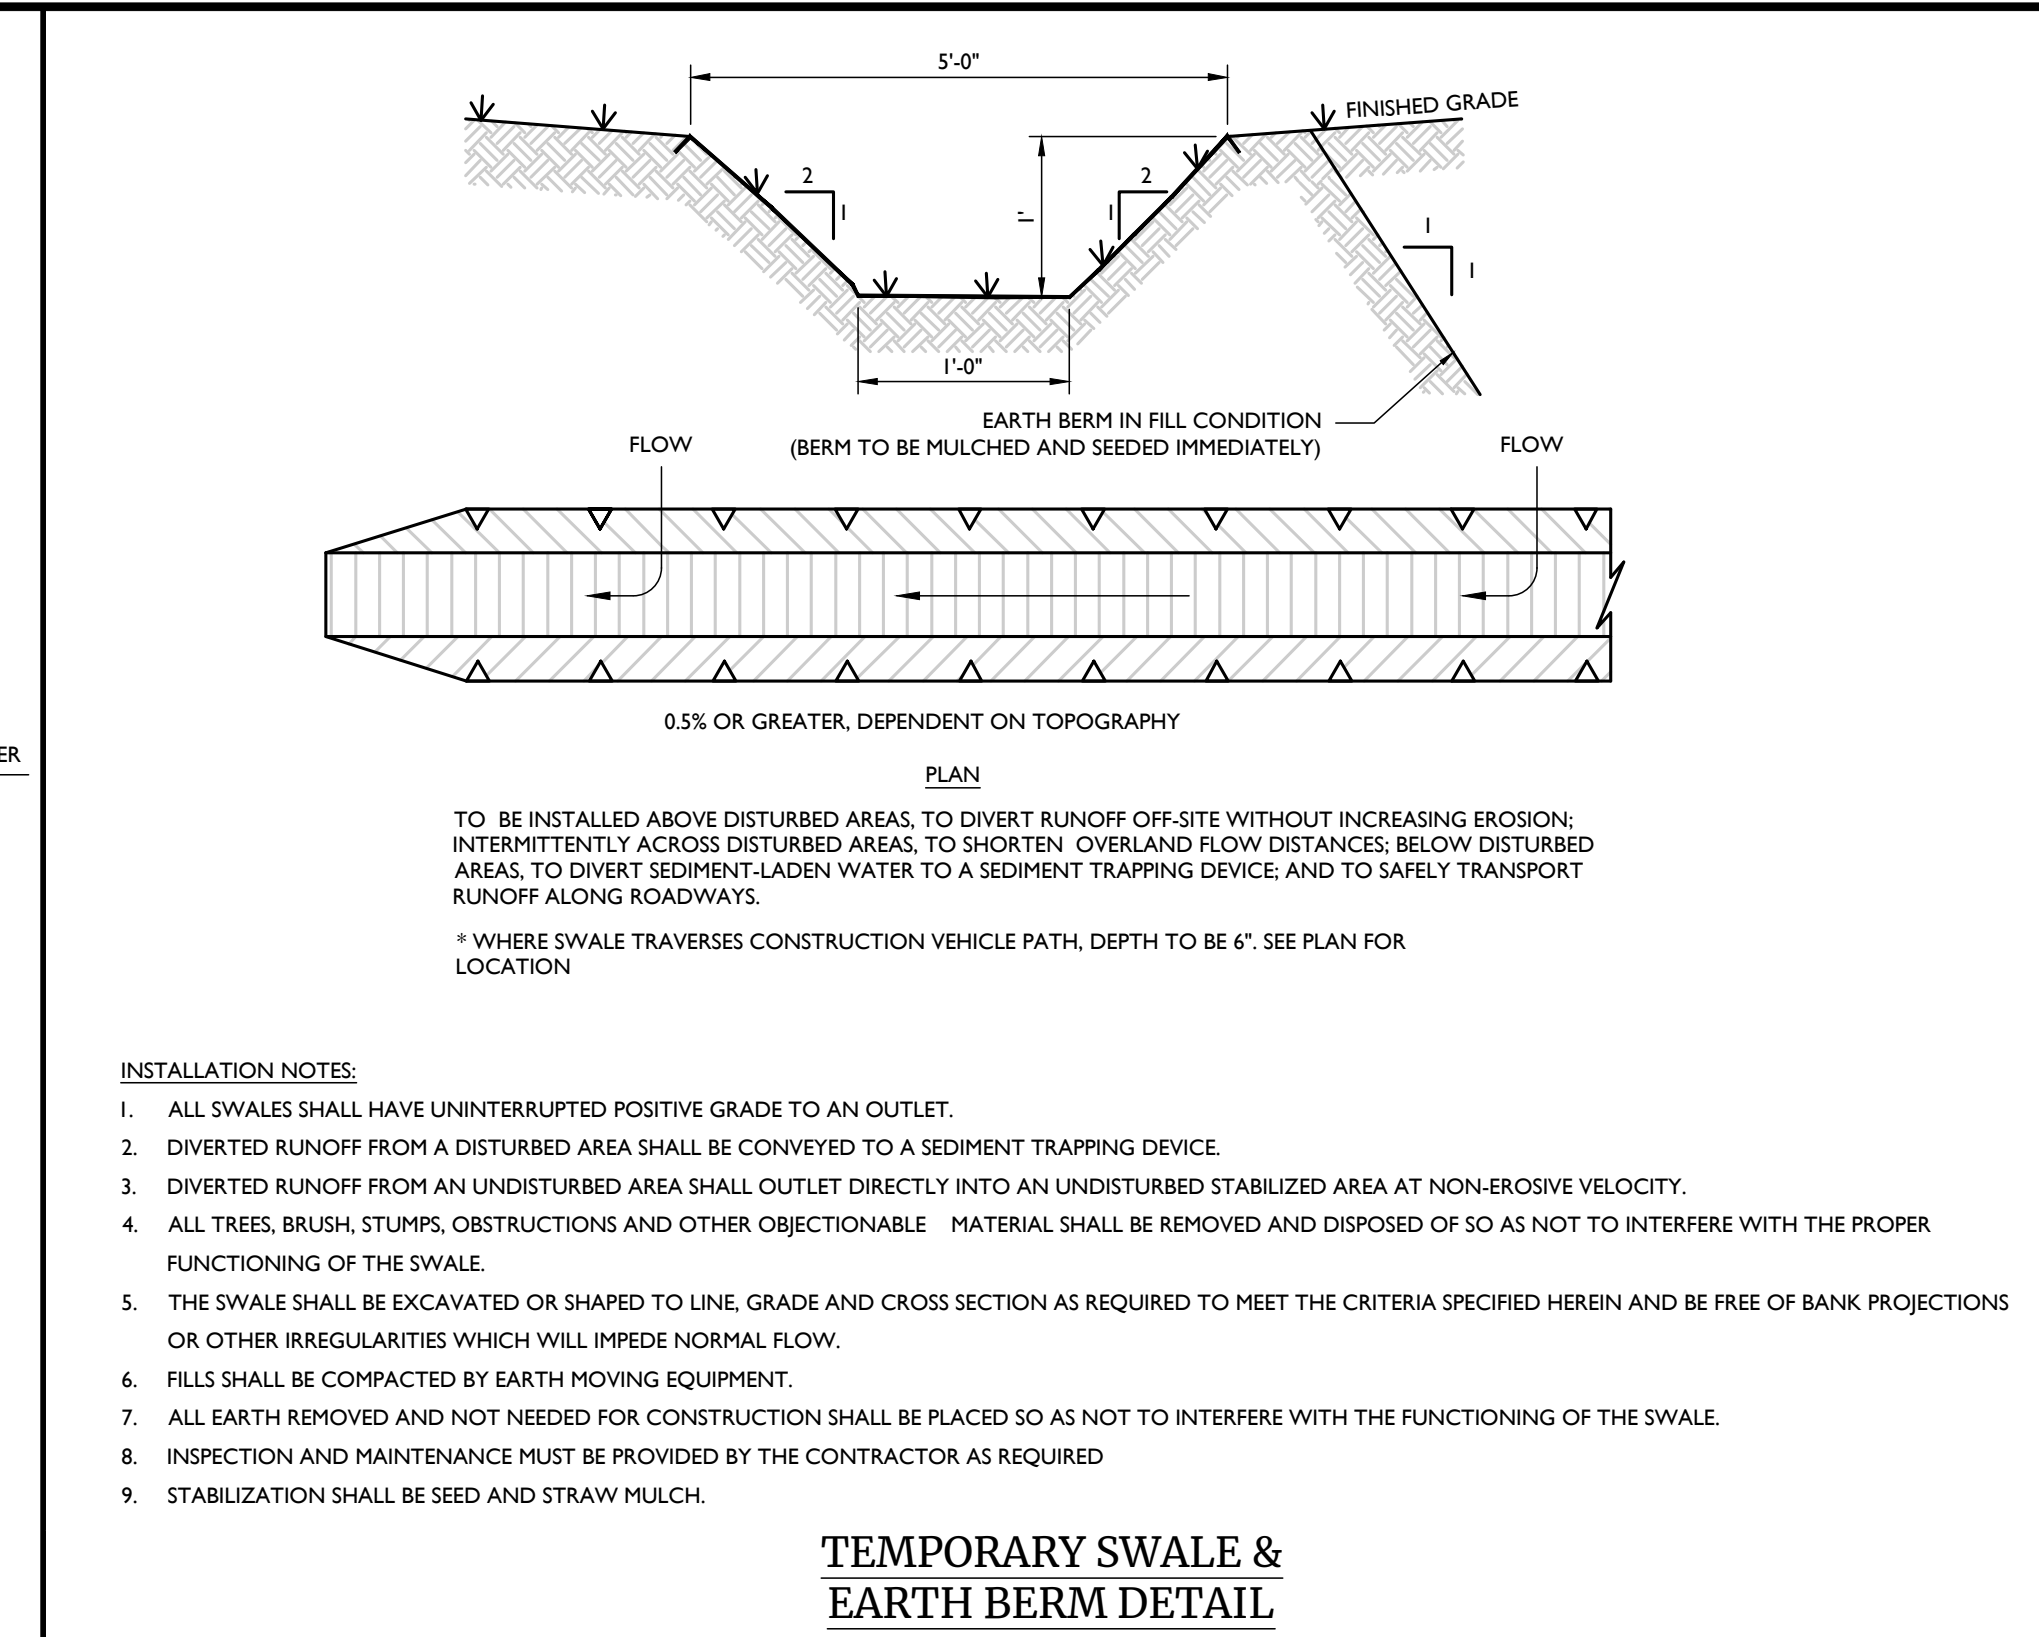 5'-0"
FINISHED GRADE
2
1
2
1
1'
1
1
1'-0"
EARTH BERM IN FILL CONDITION
(BERM TO BE MULCHED AND SEEDED IMMEDIATELY)
FLOW
FLOW
0.5% OR GREATER, DEPENDENT ON TOPOGRAPHY
ER
PLAN
TO BE INSTALLED ABOVE DISTURBED AREAS, TO DIVERT RUNOFF OFF-SITE WITHOUT INCREASING EROSION;
INTERMITTENTLY ACROSS DISTURBED AREAS, TO SHORTEN OVERLAND FLOW DISTANCES; BELOW DISTURBED
AREAS, TO DIVERT SEDIMENT-LADEN WATER TO A SEDIMENT TRAPPING DEVICE; AND TO SAFELY TRANSPORT
RUNOFF ALONG ROADWAYS.
* WHERE SWALE TRAVERSES CONSTRUCTION VEHICLE PATH, DEPTH TO BE 6". SEE PLAN FOR
LOCATION
INSTALLATION NOTES:
1. ALL SWALES SHALL HAVE UNINTERRUPTED POSITIVE GRADE TO AN OUTLET.
2. DIVERTED RUNOFF FROM A DISTURBED AREA SHALL BE CONVEYED TO A SEDIMENT TRAPPING DEVICE.
3. DIVERTED RUNOFF FROM AN UNDISTURBED AREA SHALL OUTLET DIRECTLY INTO AN UNDISTURBED STABILIZED AREA AT NON-EROSIVE VELOCITY.
4. ALL TREES, BRUSH, STUMPS, OBSTRUCTIONS AND OTHER OBJECTIONABLE MATERIAL SHALL BE REMOVED AND DISPOSED OF SO AS NOT TO INTERFERE WITH THE PROPER
FUNCTIONING OF THE SWALE.
5. THE SWALE SHALL BE EXCAVATED OR SHAPED TO LINE, GRADE AND CROSS SECTION AS REQUIRED TO MEET THE CRITERIA SPECIFIED HEREIN AND BE FREE OF BANK PROJECTIONS
OR OTHER IRREGULARITIES WHICH WILL IMPEDE NORMAL FLOW.
6. FILLS SHALL BE COMPACTED BY EARTH MOVING EQUIPMENT.
7. ALL EARTH REMOVED AND NOT NEEDED FOR CONSTRUCTION SHALL BE PLACED SO AS NOT TO INTERFERE WITH THE FUNCTIONING OF THE SWALE.
8. INSPECTION AND MAINTENANCE MUST BE PROVIDED BY THE CONTRACTOR AS REQUIRED
9. STABILIZATION SHALL BE SEED AND STRAW MULCH.
TEMPORARY SWALE &
EARTH BERM DETAIL